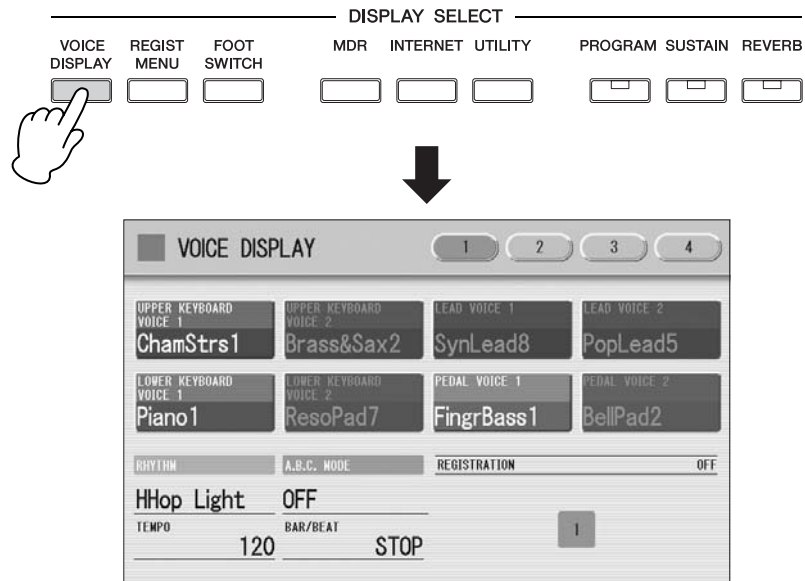 DISPLAY SELECT
VOICE DISPLAY REGIST MENU FOOT SWITCH MDR INTERNET UTILITY PROGRAM SUSTAIN REVERB
VOICE DISPLAY 1 2 3 4
UPPER KEYBOARD VOICE 1
ChamStrs1
UPPER KEYBOARD VOICE 2
Brass&Sax2
LEAD VOICE 1
SynLead8
LEAD VOICE 2
PopLead5
LOWER KEYBOARD VOICE 1
Piano1
LOWER KEYBOARD VOICE 2
ResoPad7
PEDAL VOICE 1
FingrBass1
PEDAL VOICE 2
BellPad2
RHYTHM
HHop Light
A.B.C. MODE
OFF
REGISTRATION OFF
TEMPO
120
BAR/BEAT
STOP
1